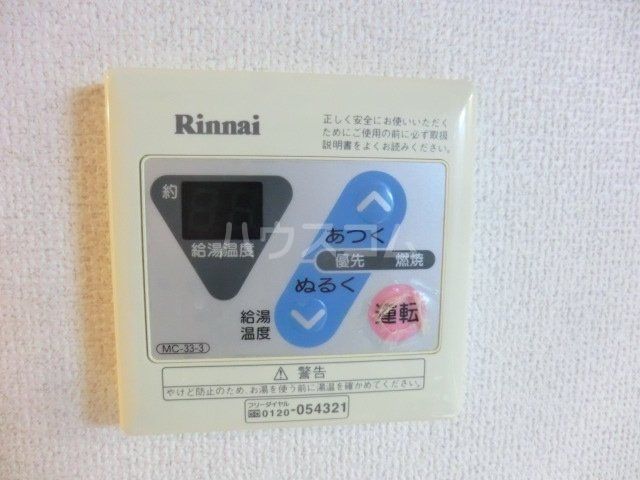 Rinnai
正しく安全にお使いいただく
ためにご使用の前に必ず取扱
説明書をよくお読みください。
約
給湯温度
あつく
優先 燃焼
ぬるく
給湯
温度
運転
MC-33-3
警告
やけど防止のため、お湯を使う前に湯温を確かめてください。
フリーダイヤル
0120-054321
ハウスコム